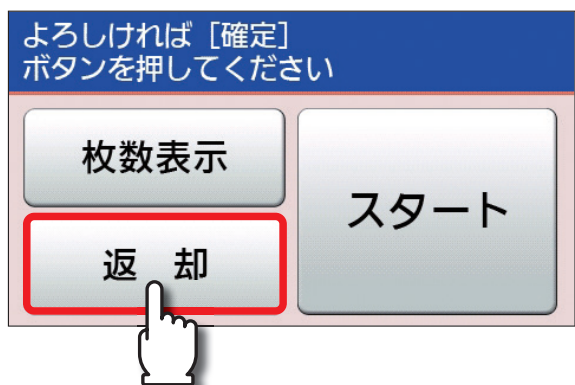 よろしければ［確定］
ボタンを押してください
枚数表示
スタート
返　却